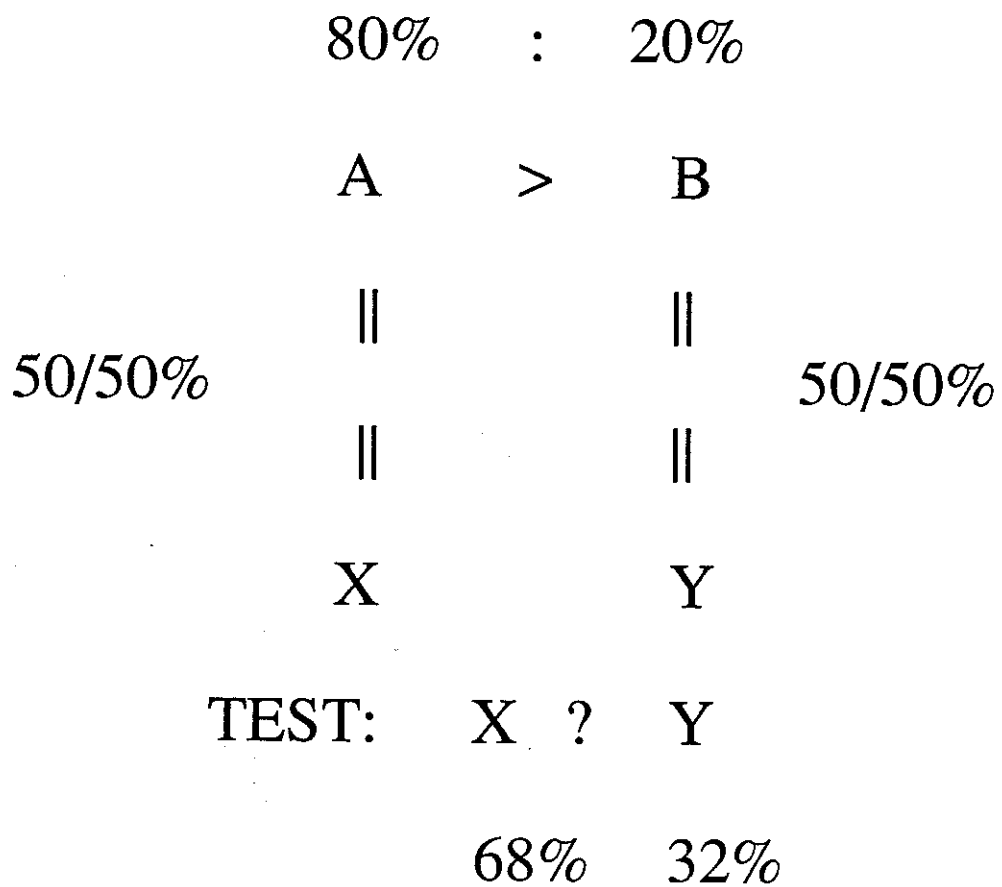 80% : 20%
A > B
|| ||
50/50% 50/50%
|| ||
X Y
TEST: X ? Y
68% 32%